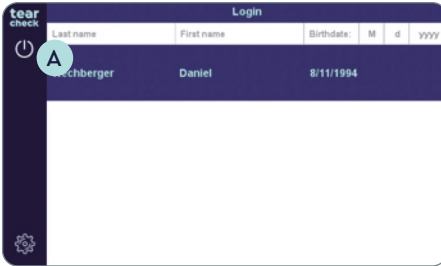 tear
check
Login
Last name First name Birthdate: M d yyyy
A
Daniel 8/11/1994